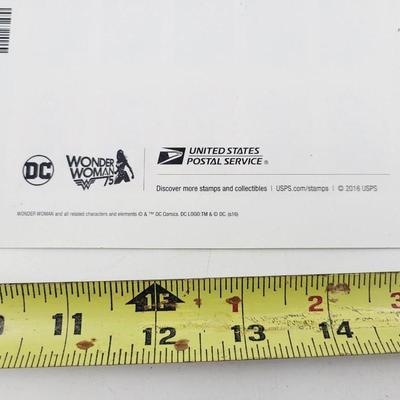 DC
WONDER WOMAN 75
UNITED STATES
POSTAL SERVICE®
Discover more stamps and collectibles | USPS.com/stamps | © 2016 USPS
WONDER WOMAN and all related characters and elements © & ™ DC Comics. DC LOGO: TM & © DC. (s16)
1F 1 2 3
11 12 13 14